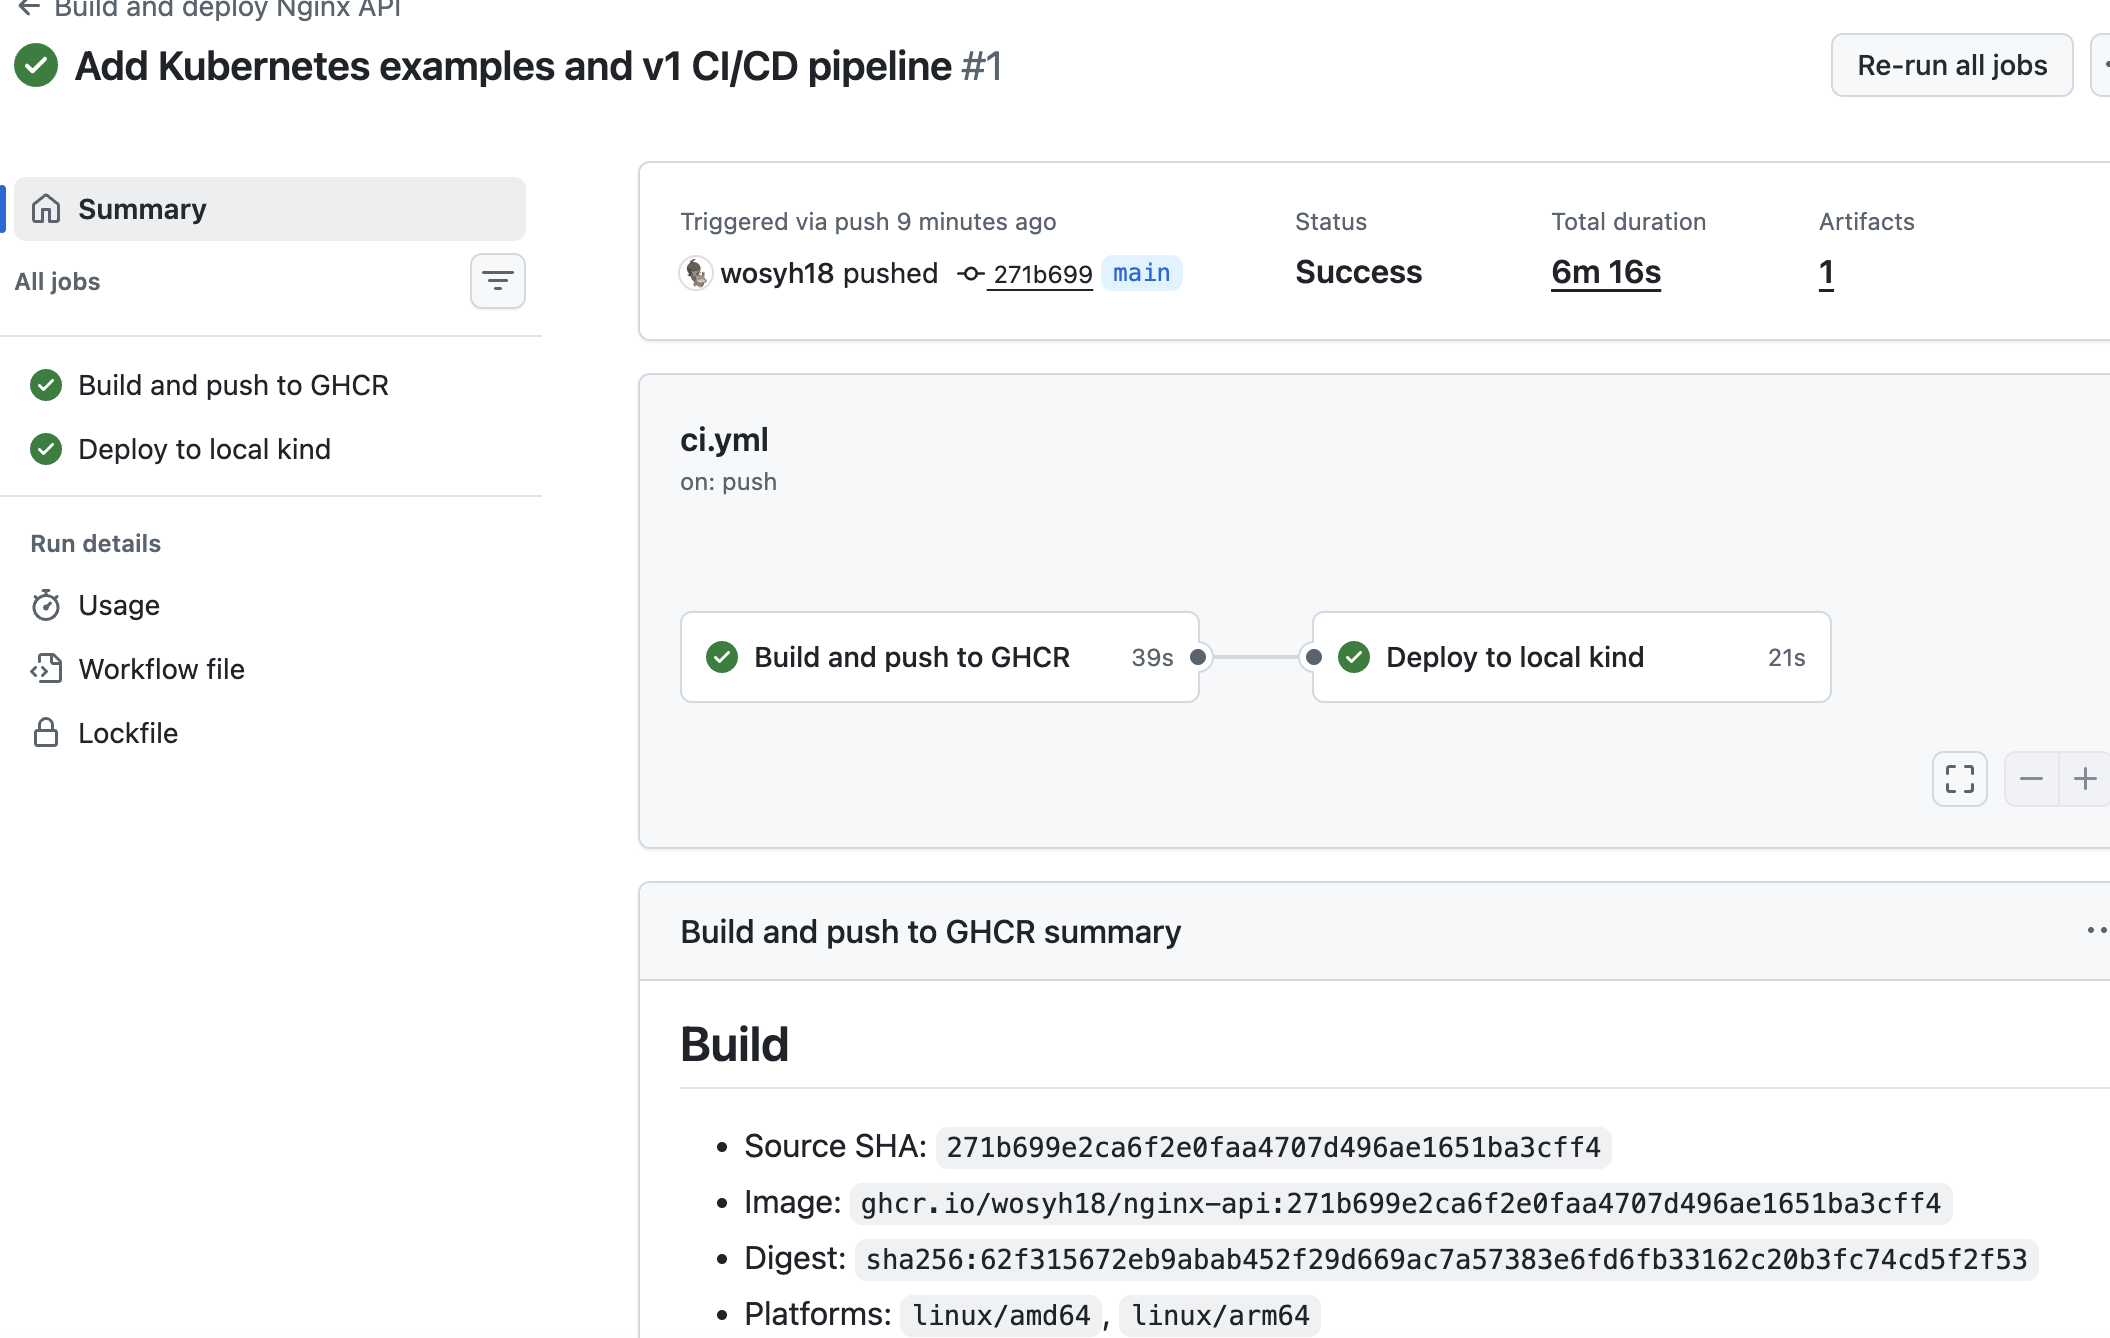 ← Build and deploy Nginx API
Add Kubernetes examples and v1 CI/CD pipeline #1
Re-run all jobs
Summary
All jobs
Build and push to GHCR
Deploy to local kind
Run details
Usage
Workflow file
Lockfile
Triggered via push 9 minutes ago
wosyh18 pushed 271b699 main
Status
Success
Total duration
6m 16s
Artifacts
1
ci.yml
on: push
Build and push to GHCR 39s
Deploy to local kind 21s
Build and push to GHCR summary
Build
• Source SHA: 271b699e2ca6f2e0faa4707d496ae1651ba3cff4
• Image: ghcr.io/wosyh18/nginx-api:271b699e2ca6f2e0faa4707d496ae1651ba3cff4
• Digest: sha256:62f315672eb9abab452f29d669ac7a57383e6fd6fb33162c20b3fc74cd5f2f53
• Platforms: linux/amd64, linux/arm64